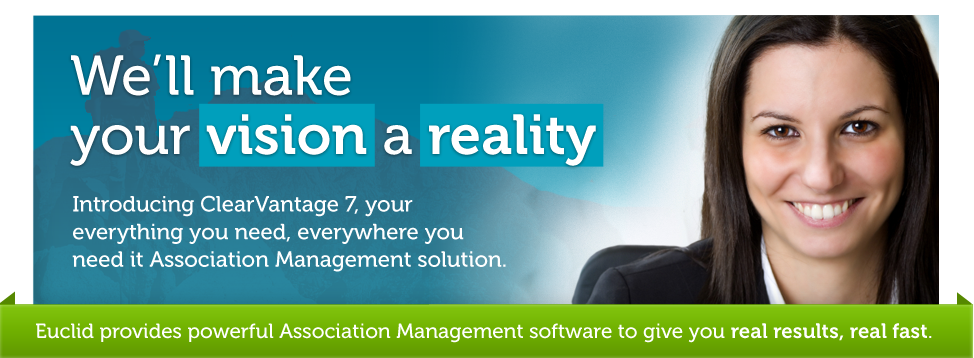 We'll make
your vision a reality
Introducing ClearVantage 7, your
everything you need, everywhere you
need it Association Management solution.
Euclid provides powerful Association Management software to give you real results, real fast.